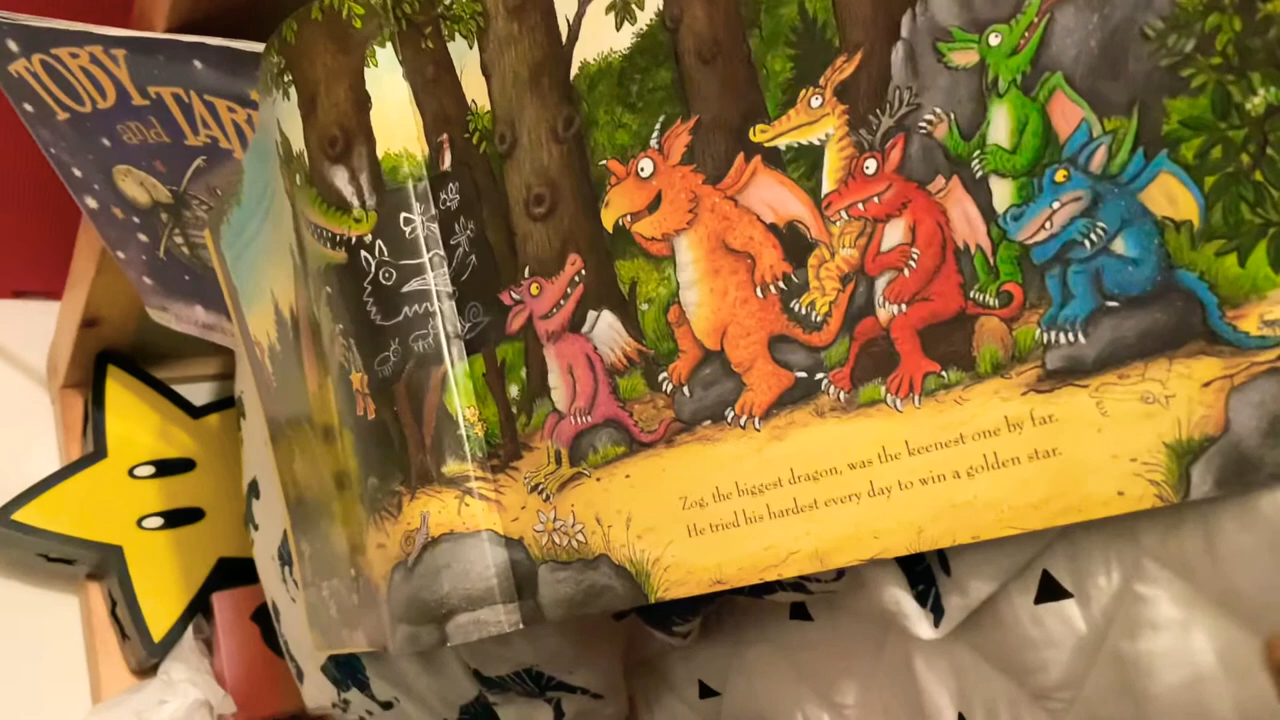 TOBY
and
Zog, the biggest dragon, was the keenest one by far.
He tried his hardest every day to win a golden star.